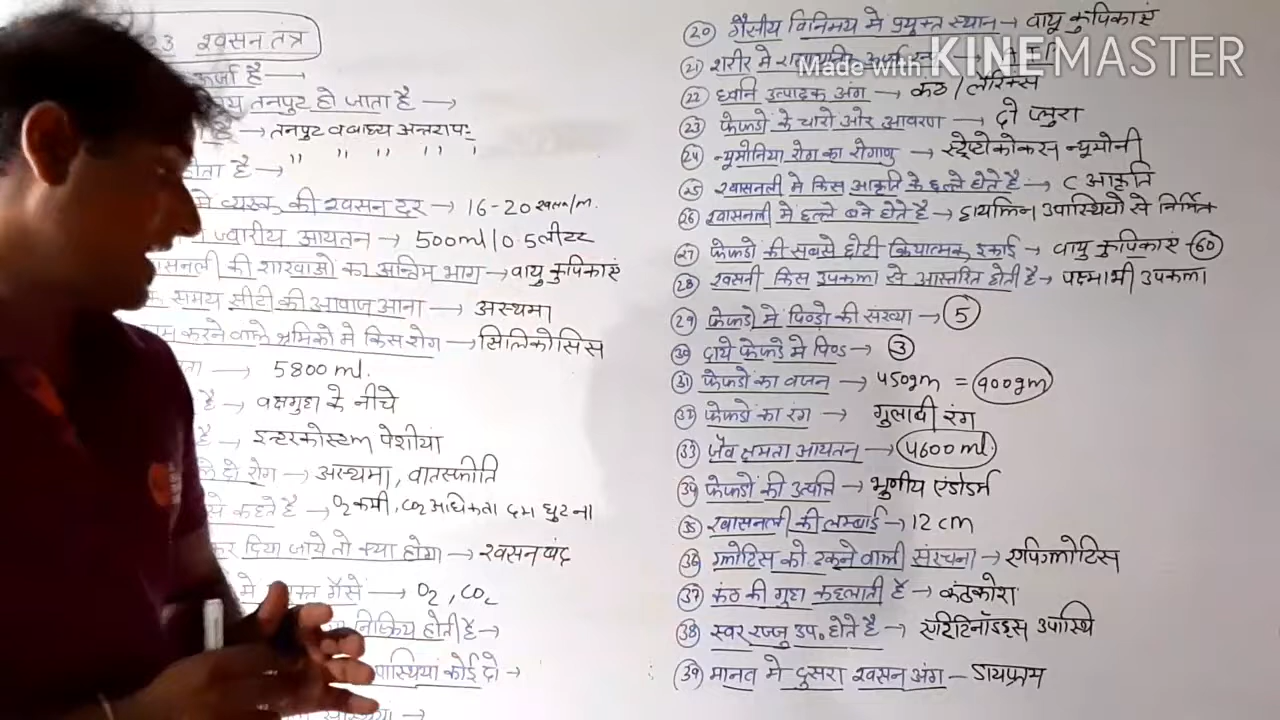 23 श्वसन तंत्र
ऊर्जा है →
तनपुट हो जाता है →
है → तनपुट व बाध्य अन्तराप:
होता है → " " " " "
मे व्यस्क की श्वसन दर → 16-20 श्वसन/m.
ज्वारीय आयतन → 500ml/0.5 लीटर
श्वासनली की शाखाओं का अन्तिम भाग → वायु कुपिकाएं
समय सीटी की आवाज आना → अस्थमा
काम करने वाले श्रमिको मे किस रोग → सिलिकोसिस
→ 5800 ml.
है → वक्षगुहा के नीचे
है → इन्टरकोस्टल पेशीयां
दो रोग → अस्थमा, वातस्फीति
से कहते है → O2 कमी, CO2 अधिकता दम घुटना
कर दिया जाये तो क्या होगा → श्वसन बंद
मे गैसें → O2, CO2
निष्क्रिय होती है →
कोई दो →
(20) गैसीय विनिमय मे प्रयुक्त स्थान → वायु कुपिकाएं
(21) शरीर मे
Made with KINEMASTER
(22) ध्वनि उत्पादक अंग → कंठ / लैरिंक्स
(23) फेफडो के चारो ओर आवरण → दो प्लुरा
(24) न्यूमोनिया रोग का रोगाणु → स्ट्रेप्टोकोकस न्यूमोनी
(25) श्वासनली मे किस आकृति के छल्ले होते है → C आकृति
(26) श्वासनली में छल्ले बने होते है → हायलिन उपास्थियो से निर्मित
(27) फेफडो की सबसे छोटी क्रियात्मक इकाई → वायु कुपिकाएं - 60
(28) श्वसनी किस उपकला से आस्तरित होती है → पक्ष्माभी उपकला
(29) फेफडो मे पिण्डो की संख्या → 5
(30) दाये फेफडे मे पिण्ड → 3
(31) फेफडो का वजन → 450gm = 900gm
(32) फेफडो का रंग → गुलाबी रंग
(33) जैव क्षमता आयतन → 4600 ml
(34) फेफडो की उत्पत्ति → भ्रुणीय एंडोडर्म
(35) श्वासनली की लम्बाई → 12 cm
(36) ग्लोटिस को ढकने वाली संरचना → एपिग्लोटिस
(37) कंठ की गुहा कहलाती है → कंठकोश
(38) स्वर रज्जु उप. होते है → एरिटिनॉइड्स उपास्थि
(39) मानव मे दुसरा श्वसन अंग - डायफ्राम